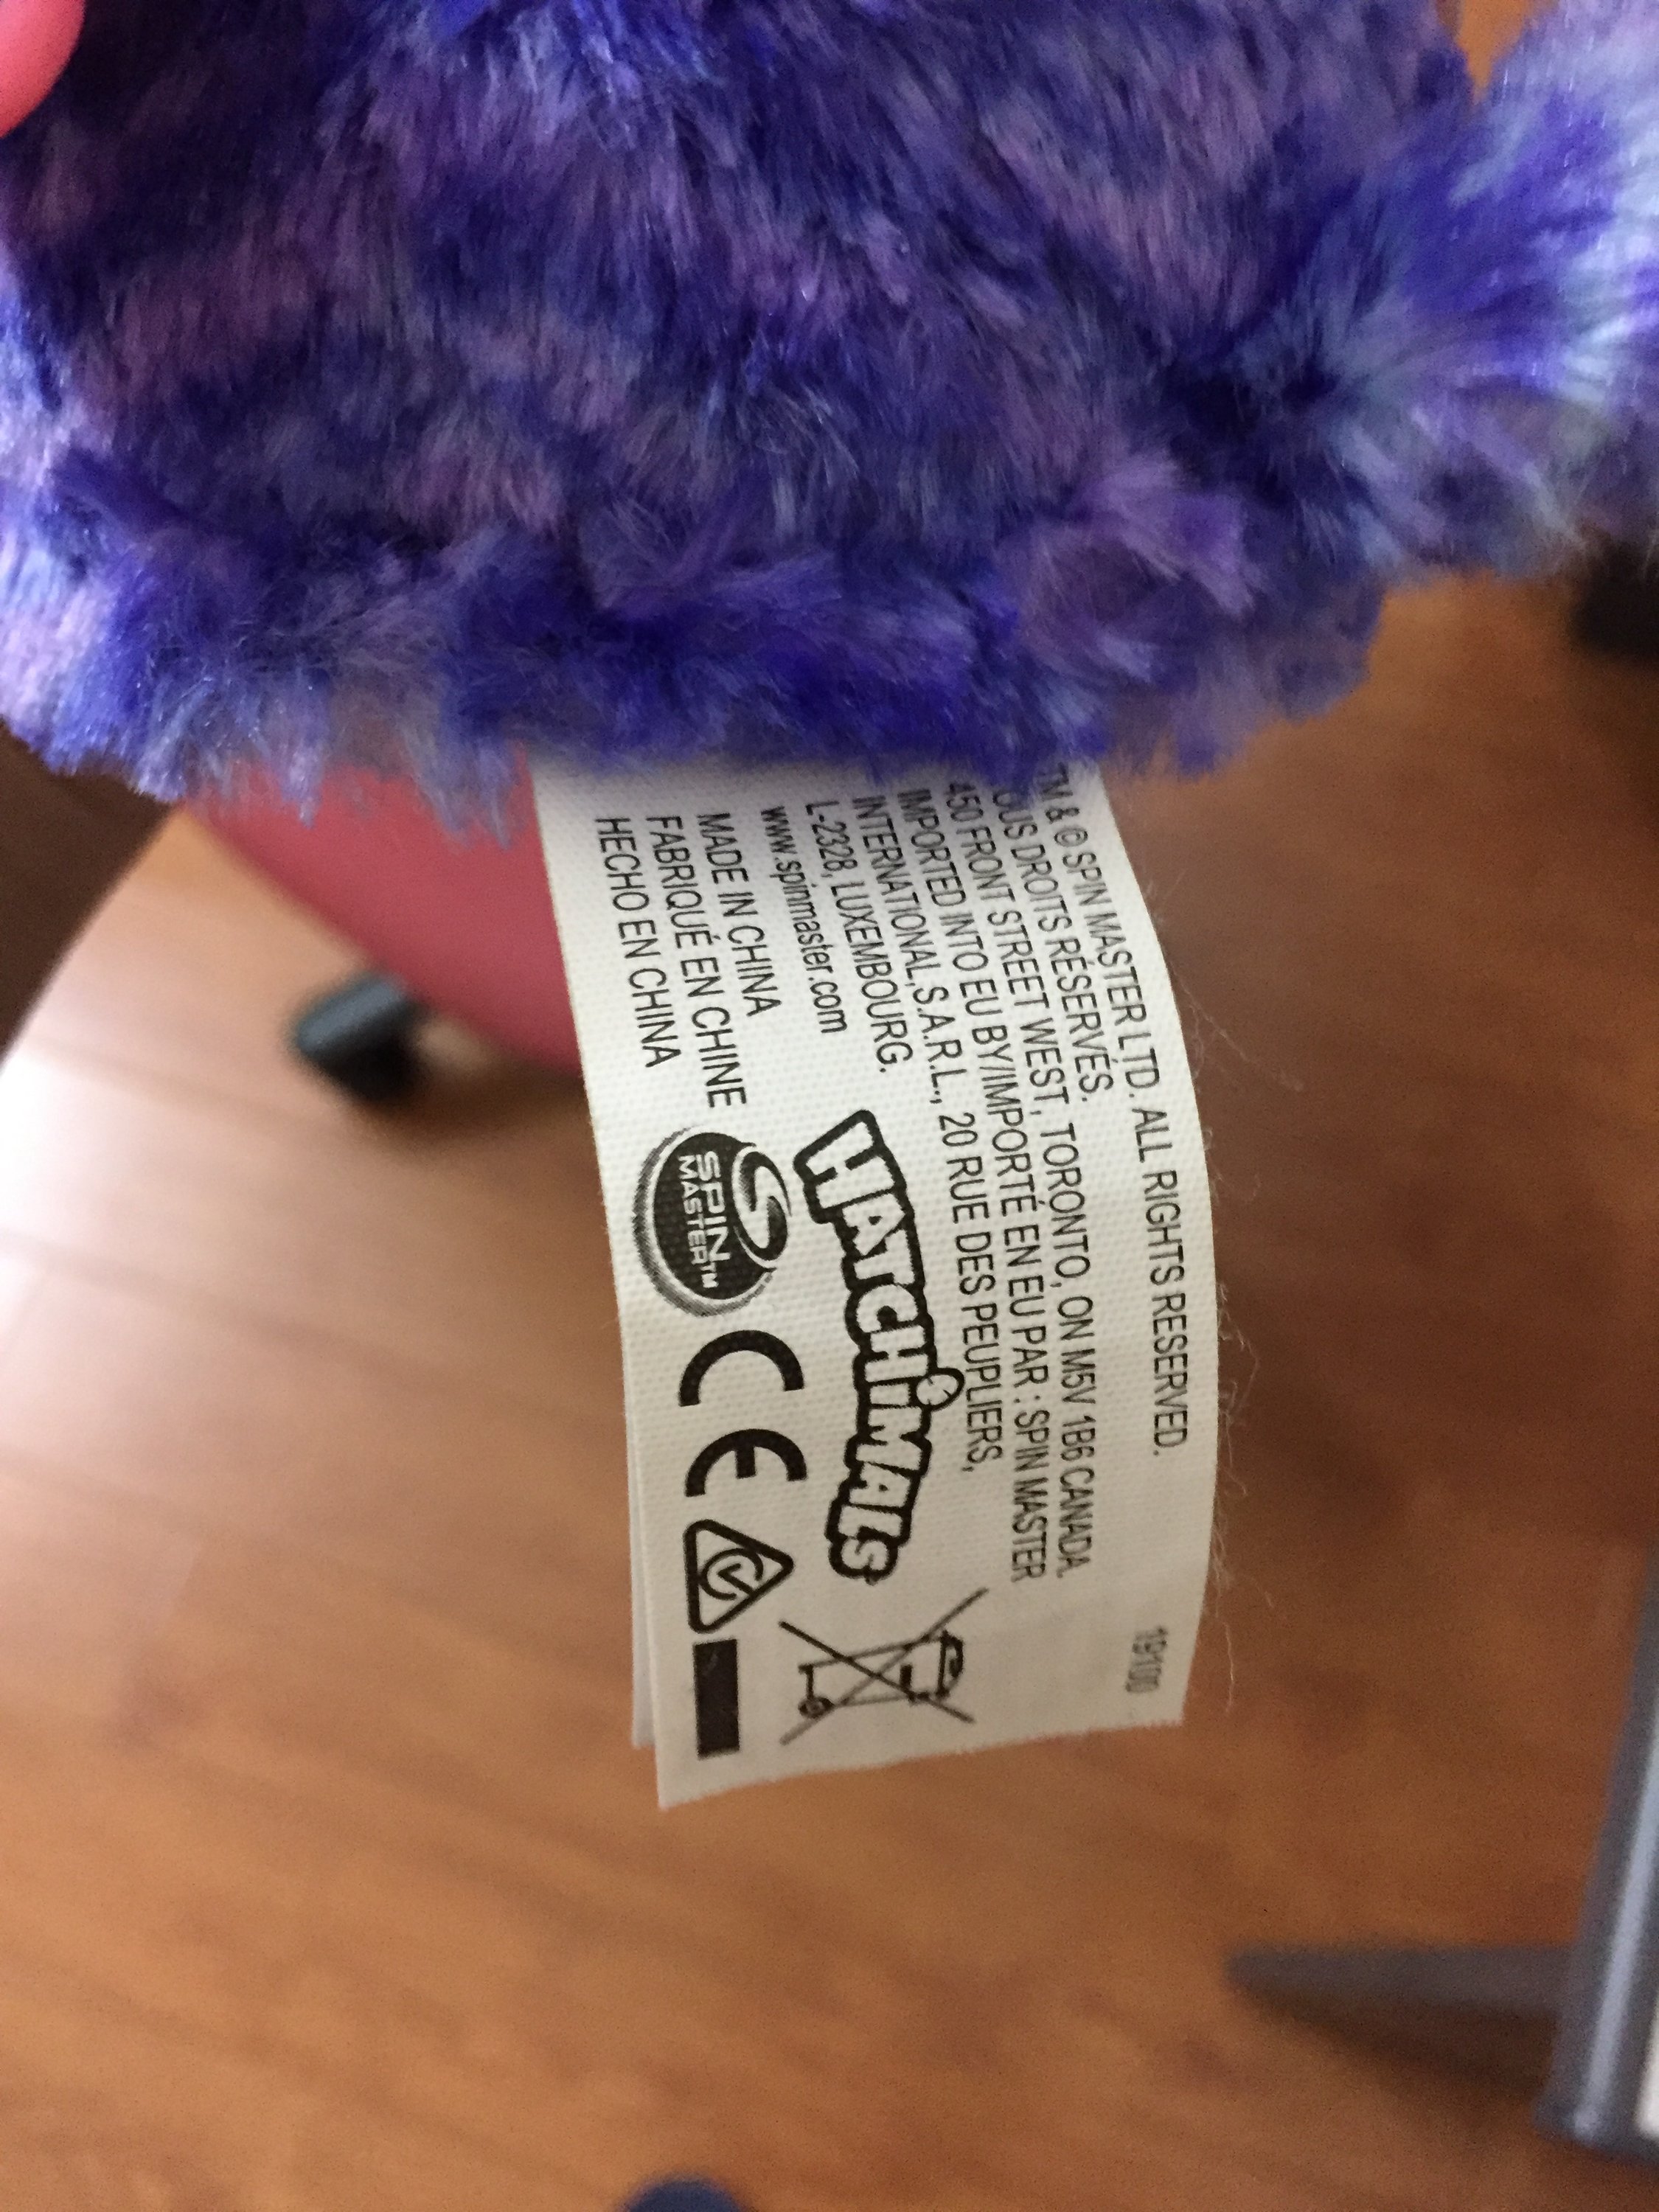 TM & © SPIN MASTER LTD. ALL RIGHTS RESERVED.
OUS DROITS RÉSERVÉS.
450 FRONT STREET WEST, TORONTO, ON M5V 1B6 CANADA.
IMPORTED INTO EU BY/IMPORTÉ EN EU PAR : SPIN MASTER
INTERNATIONAL, S.A.R.L., 20 RUE DES PEUPLIERS,
L-2328, LUXEMBOURG.
www.spinmaster.com
MADE IN CHINA
FABRIQUÉ EN CHINE
HECHO EN CHINA
HATCHiMALS
SPIN
MASTER™
CE
19100